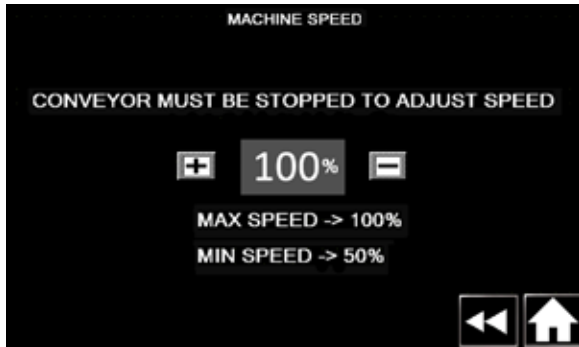 MACHINE SPEED
CONVEYOR MUST BE STOPPED TO ADJUST SPEED
+ 100% −
MAX SPEED -> 100%
MIN SPEED -> 50%